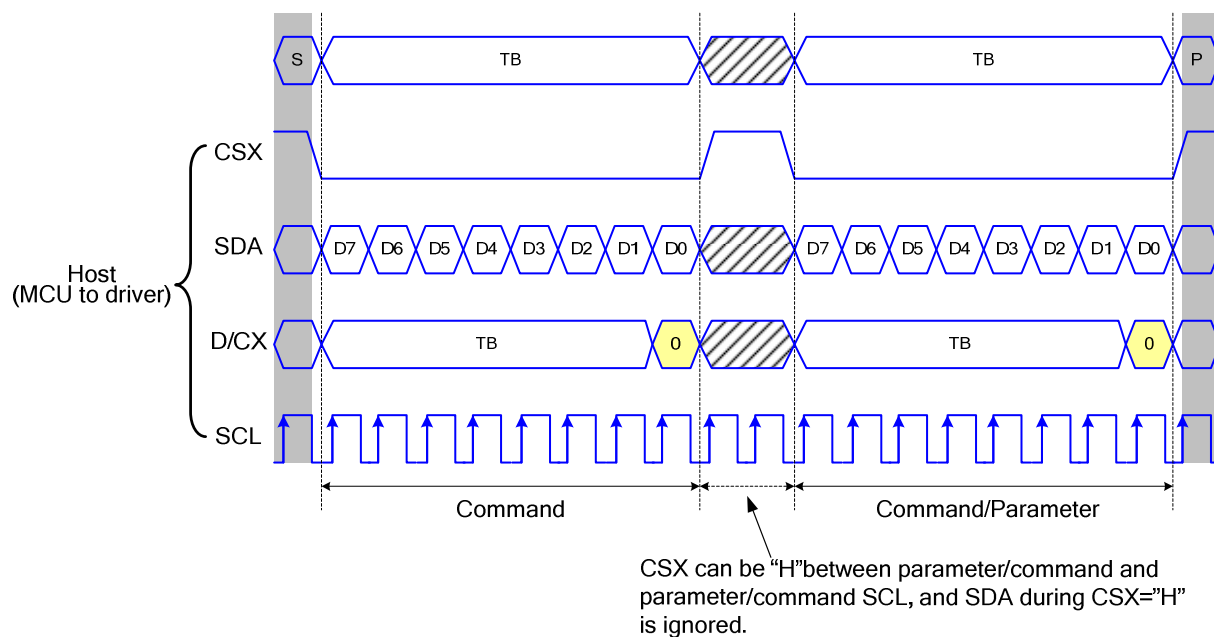 S TB TB P
CSX
SDA D7 D6 D5 D4 D3 D2 D1 D0 D7 D6 D5 D4 D3 D2 D1 D0
Host
(MCU to driver)
D/CX TB 0 TB 0
SCL
Command Command/Parameter
CSX can be “H”between parameter/command and
parameter/command SCL, and SDA during CSX=”H”
is ignored.